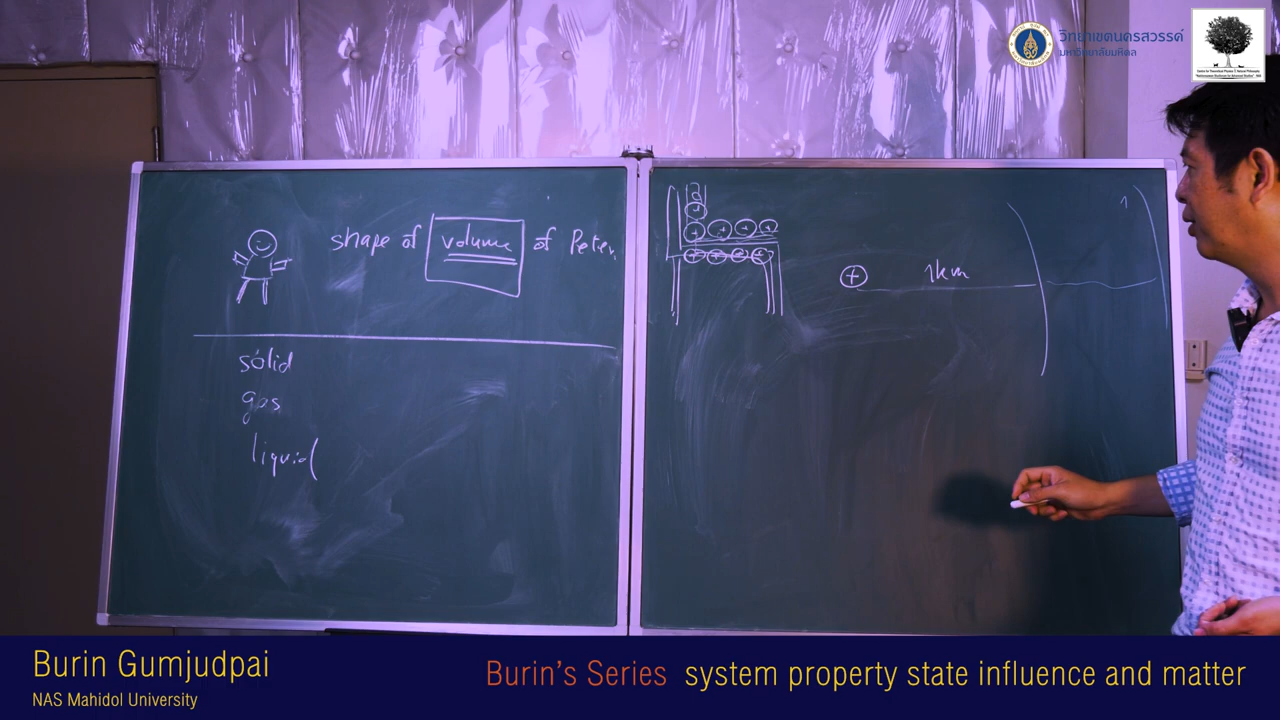 วิทยาเขตนครสวรรค์
มหาวิทยาลัยมหิดล
shape of volume of Peter
solid
gas
liquid
a
1km
1
Burin Gumjudpai
NAS Mahidol University
Burin's Series system property state influence and matter